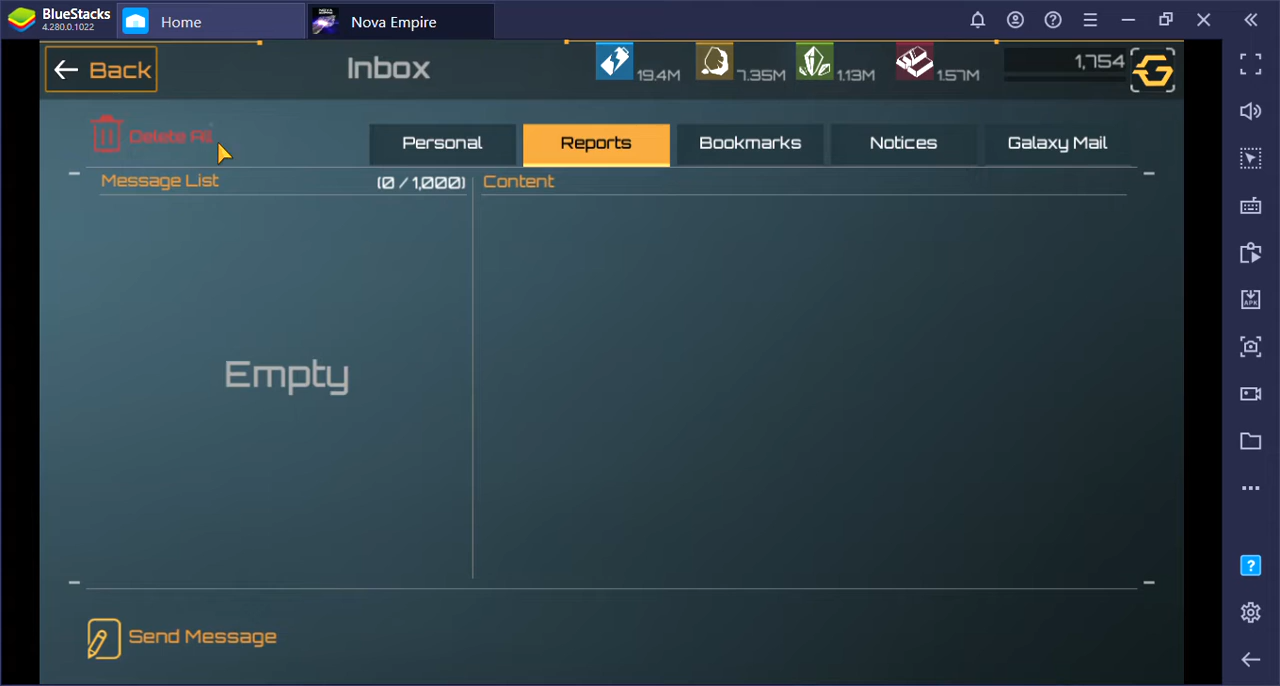 BlueStacks
4.280.0.1022
Home
Nova Empire
Back
Inbox
19.4M
7.35M
1.13M
1.57M
1,754
Delete All
Personal
Reports
Bookmarks
Notices
Galaxy Mail
Message List
(0 / 1,000)
Content
Empty
Send Message